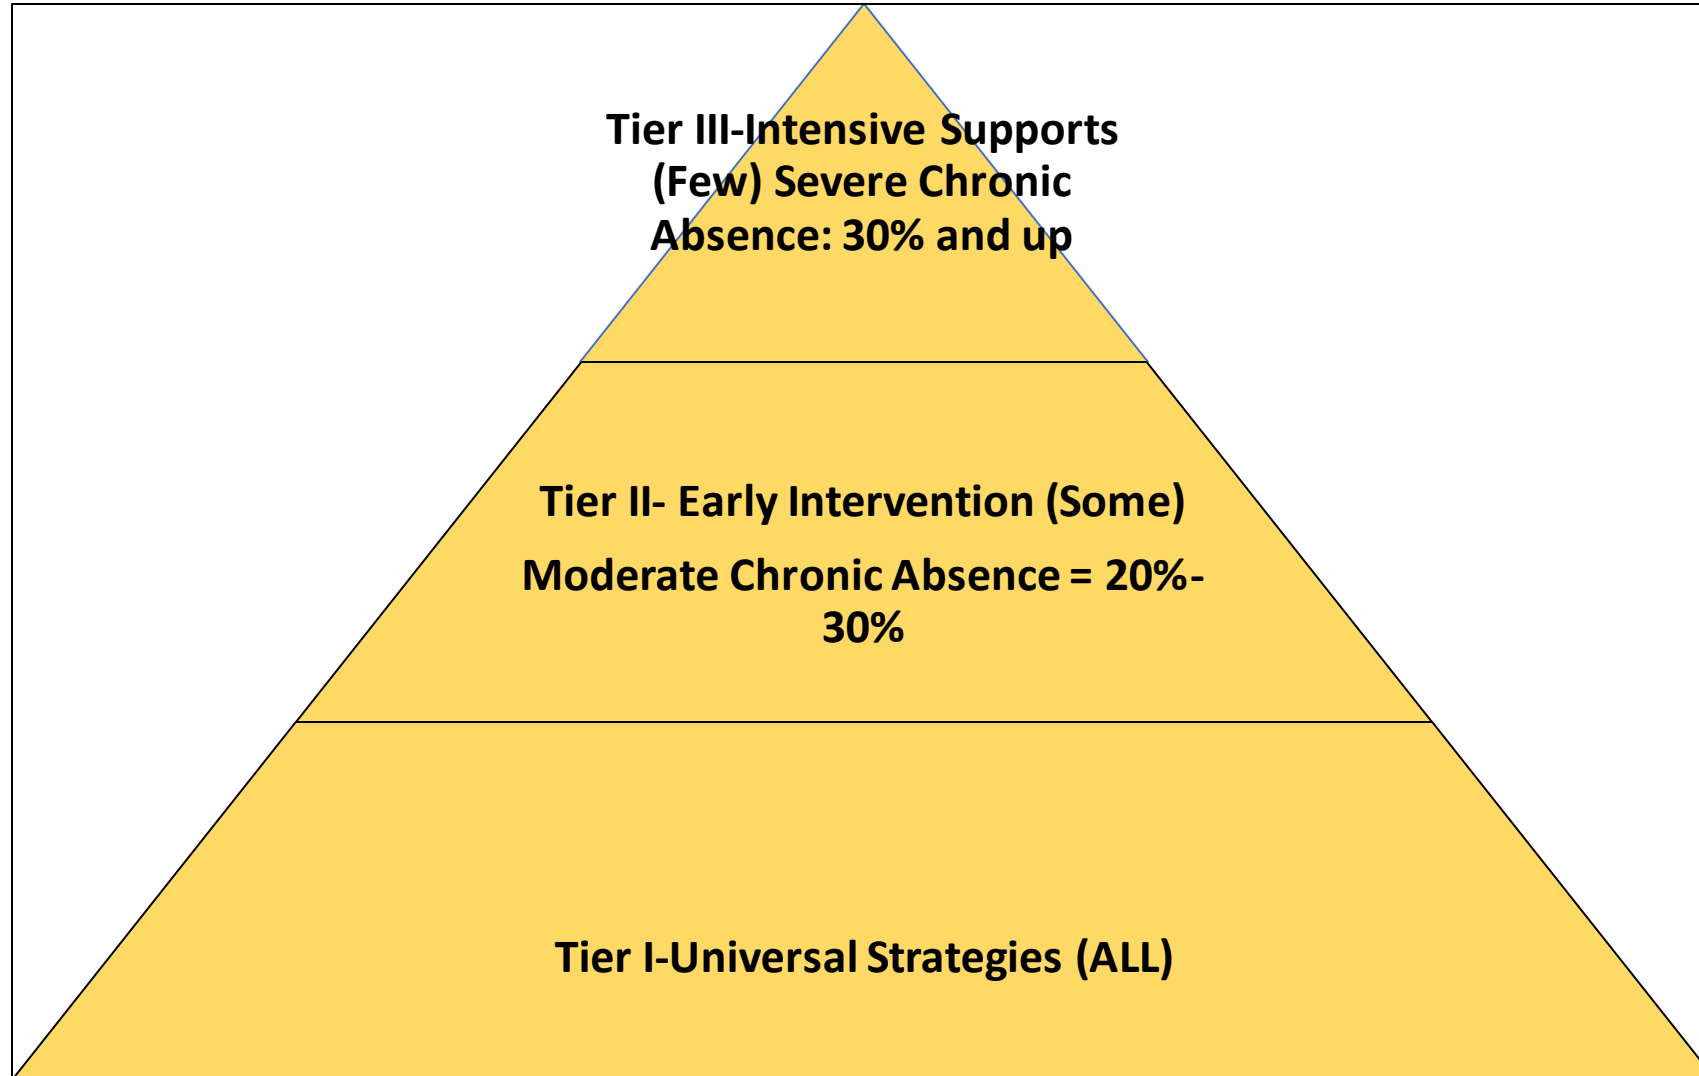 Tier III-Intensive Supports
(Few) Severe Chronic
Absence: 30% and up
Tier II- Early Intervention (Some)
Moderate Chronic Absence = 20%-
30%
Tier I-Universal Strategies (ALL)